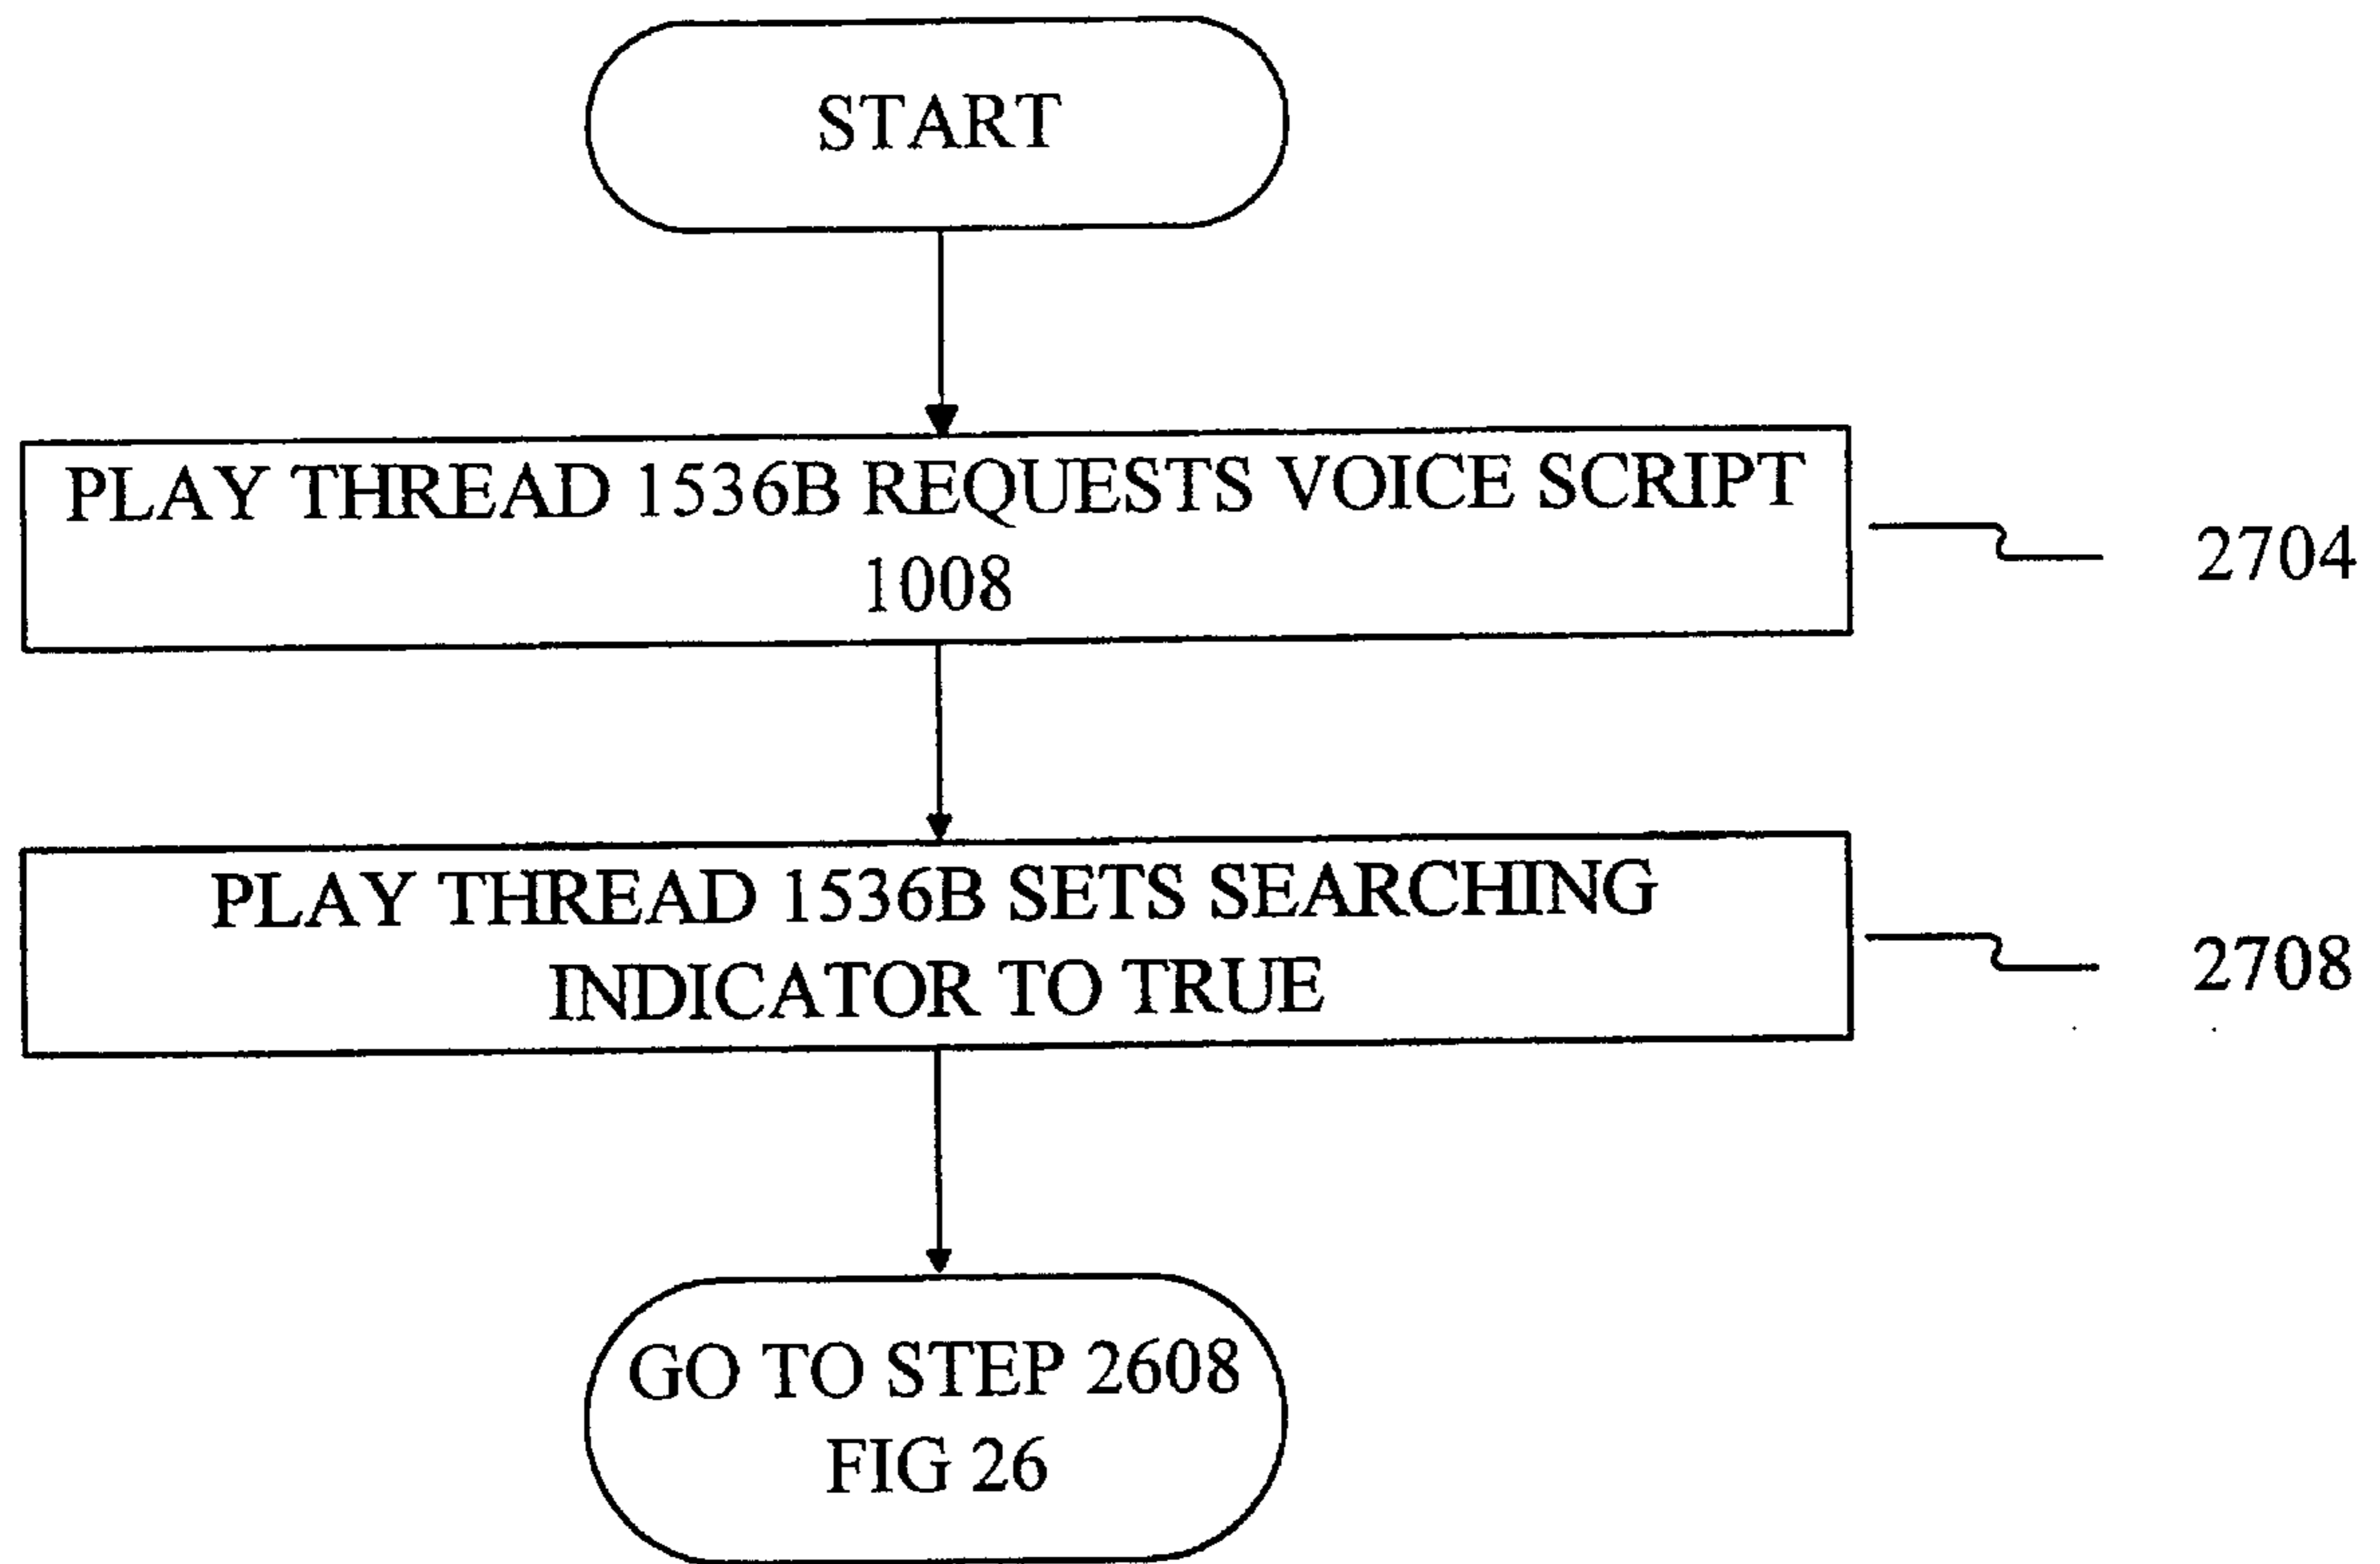 START
PLAY THREAD 1536B REQUESTS VOICE SCRIPT
1008
2704
PLAY THREAD 1536B SETS SEARCHING
INDICATOR TO TRUE
2708
GO TO STEP 2608
FIG 26